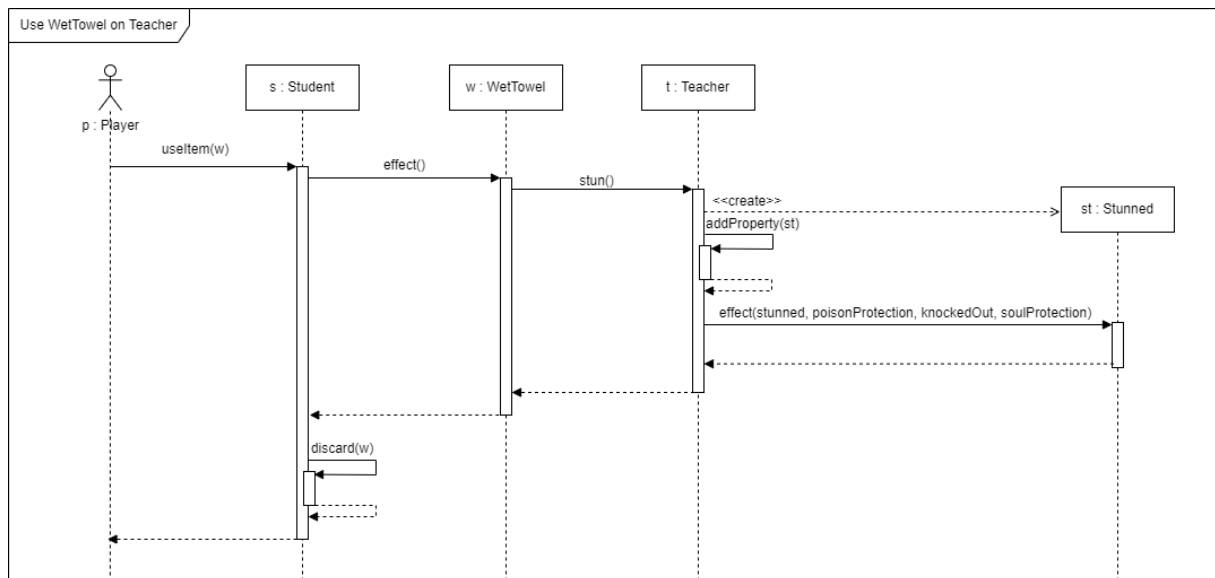 Use WetTowel on Teacher
s : Student
w : WetTowel
t : Teacher
p : Player
useItem(w)
effect()
stun()
<<create>>
st : Stunned
addProperty(st)
effect(stunned, poisonProtection, knockedOut, soulProtection)
discard(w)